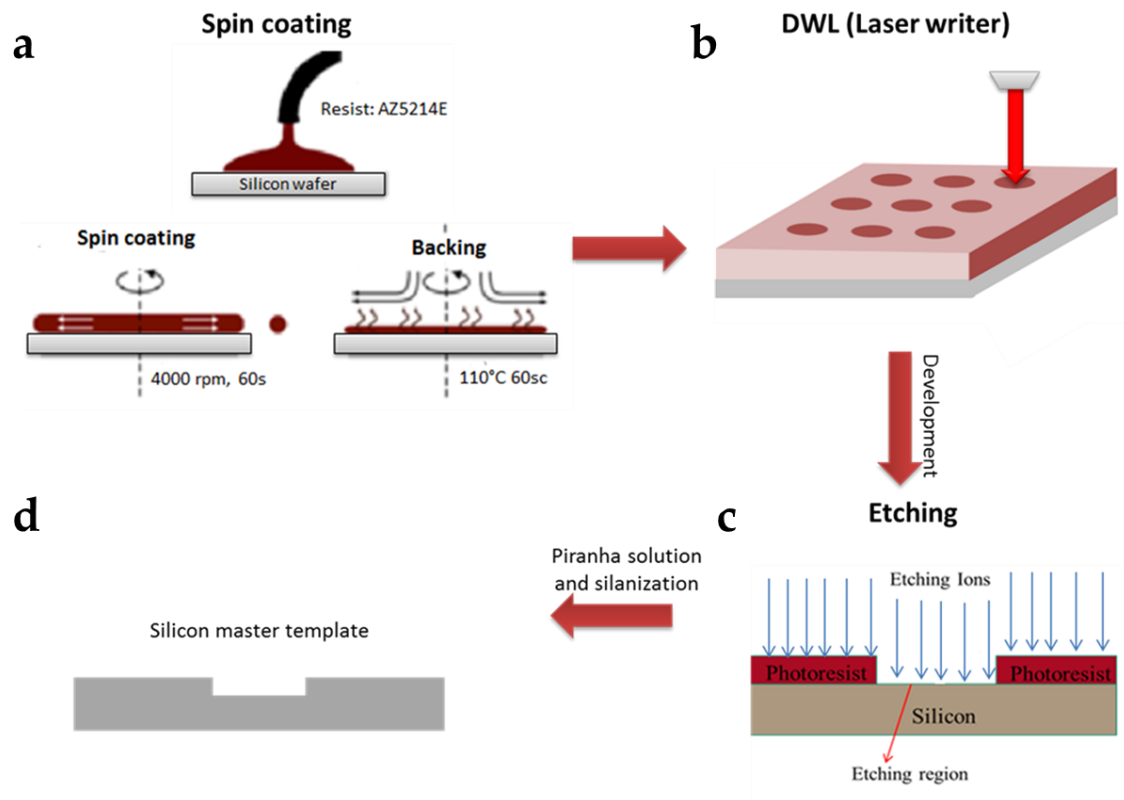 a
Spin coating
Resist: AZ5214E
Silicon wafer
Spin coating
4000 rpm, 60s
Backing
110°C 60sc
b
DWL (Laser writer)
Development
c
Etching
Etching Ions
Photoresist
Photoresist
Silicon
Etching region
Piranha solution
and silanization
d
Silicon master template